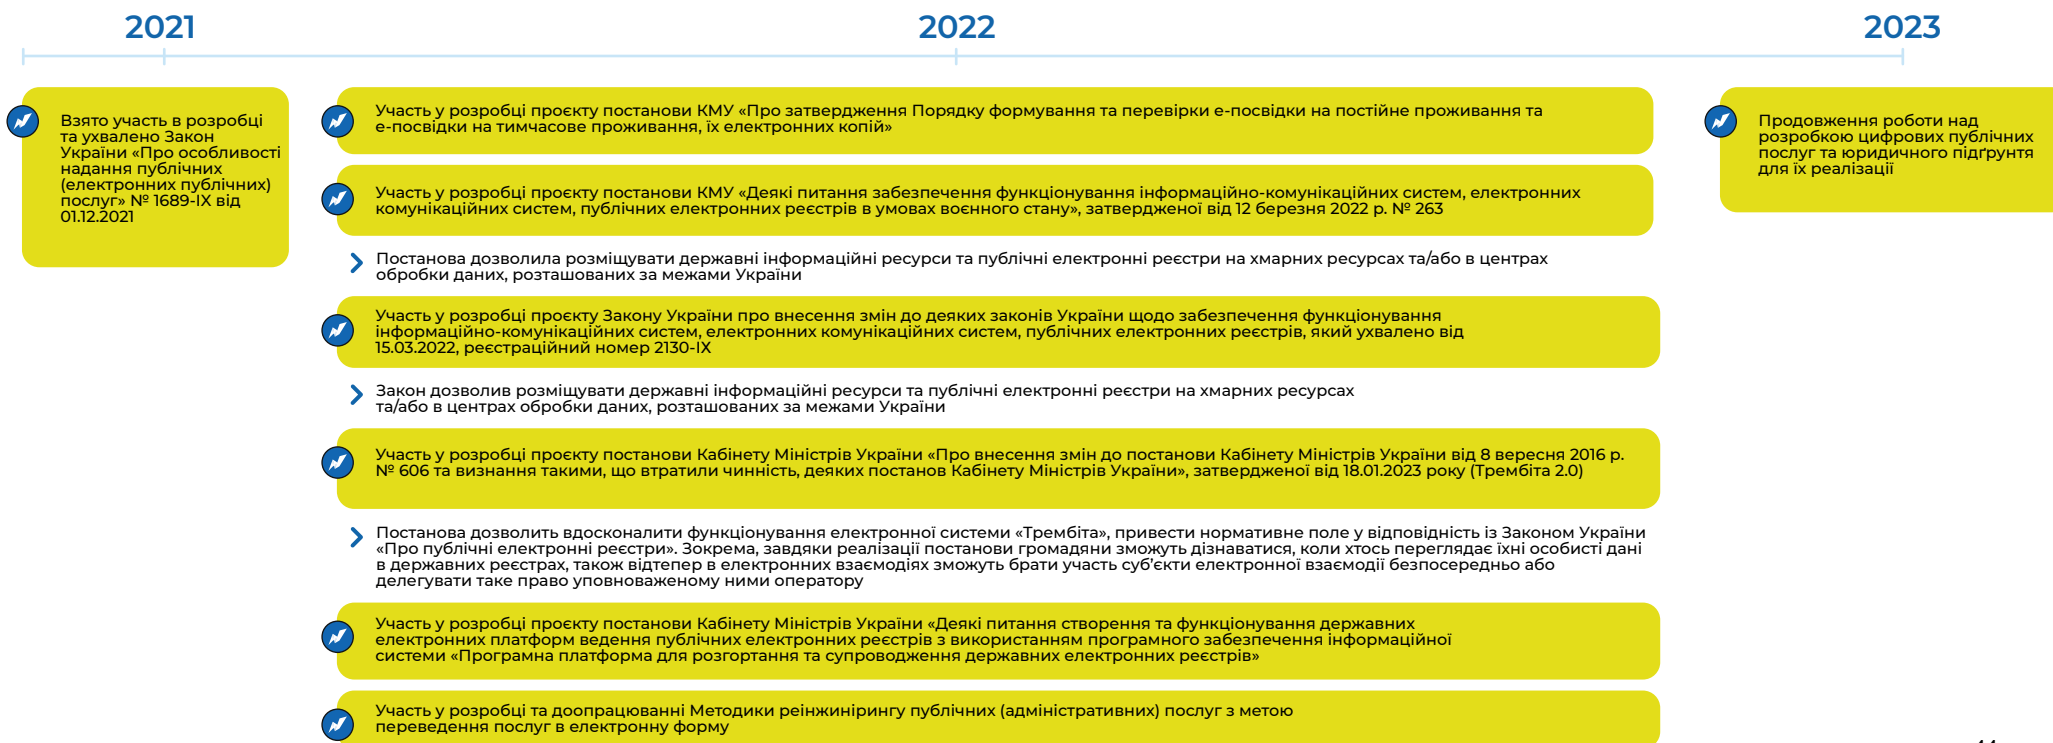 2021
2022
2023
Взято участь в розробці
та ухвалено Закон
України «Про особливості
надання публічних
(електронних публічних)
послуг» № 1689-IX від
01.12.2021
Участь у розробці проєкту постанови КМУ «Про затвердження Порядку формування та перевірки е-посвідки на постійне проживання та
е-посвідки на тимчасове проживання, їх електронних копій»
Участь у розробці проєкту постанови КМУ «Деякі питання забезпечення функціонування інформаційно-комунікаційних систем, електронних
комунікаційних систем, публічних електронних реєстрів в умовах воєнного стану», затвердженої від 12 березня 2022 р. № 263
Постанова дозволила розміщувати державні інформаційні ресурси та публічні електронні реєстри на хмарних ресурсах та/або в центрах
обробки даних, розташованих за межами України
Участь у розробці проєкту Закону України про внесення змін до деяких законів України щодо забезпечення функціонування
інформаційно-комунікаційних систем, електронних комунікаційних систем, публічних електронних реєстрів, який ухвалено від
15.03.2022, реєстраційний номер 2130-IX
Закон дозволив розміщувати державні інформаційні ресурси та публічні електронні реєстри на хмарних ресурсах
та/або в центрах обробки даних, розташованих за межами України
Участь у розробці проєкту постанови Кабінету Міністрів України «Про внесення змін до постанови Кабінету Міністрів України від 8 вересня 2016 р.
№ 606 та визнання такими, що втратили чинність, деяких постанов Кабінету Міністрів України», затвердженої від 18.01.2023 року (Трембіта 2.0)
Постанова дозволить вдосконалити функціонування електронної системи «Трембіта», привести нормативне поле у відповідність із Законом України
«Про публічні електронні реєстри». Зокрема, завдяки реалізації постанови громадяни зможуть дізнаватися, коли хтось переглядає їхні особисті дані
в державних реєстрах, також відтепер в електронних взаємодіях зможуть брати участь суб’єкти електронної взаємодії безпосередньо або
делегувати таке право уповноваженому ними оператору
Участь у розробці проєкту постанови Кабінету Міністрів України «Деякі питання створення та функціонування державних
електронних платформ ведення публічних електронних реєстрів з використанням програмного забезпечення інформаційної
системи «Програмна платформа для розгортання та супроводження державних електронних реєстрів»
Участь у розробці та доопрацюванні Методики реінжинірингу публічних (адміністративних) послуг з метою
переведення послуг в електронну форму
Продовження роботи над
розробкою цифрових публічних
послуг та юридичного підґрунтя
для їх реалізації